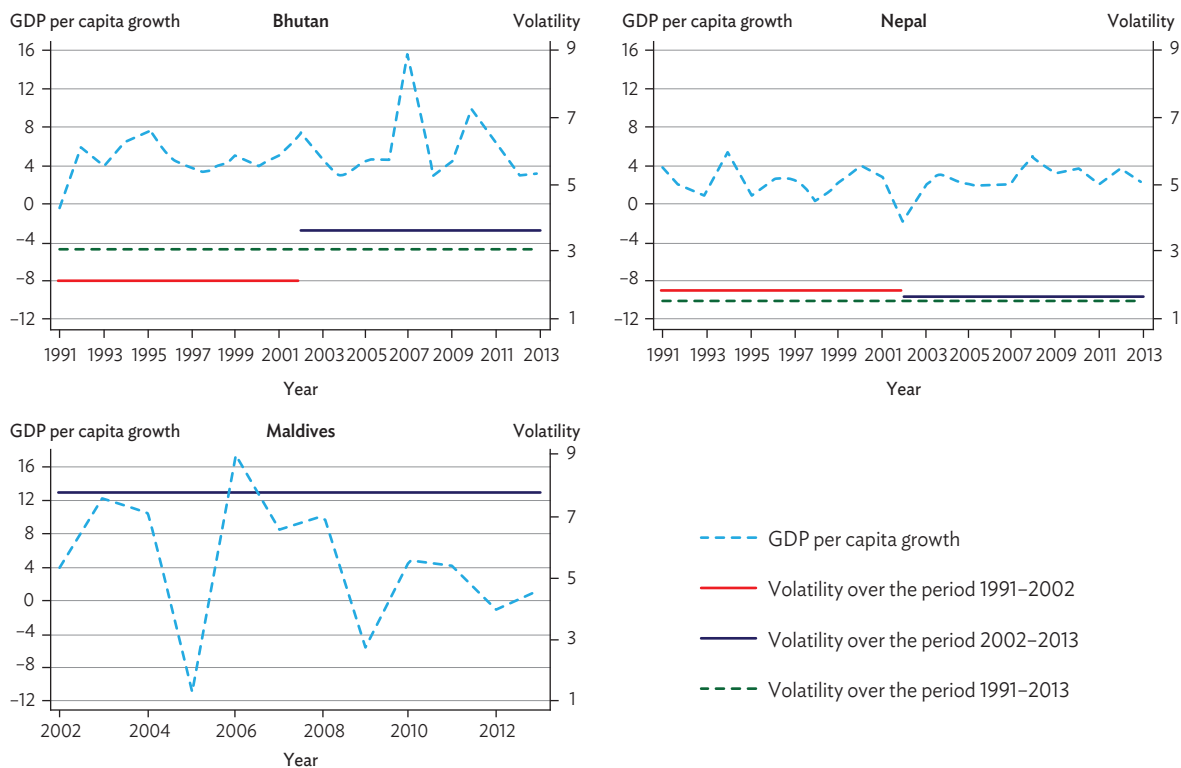 GDP per capita growth Bhutan Volatility
16 9
12
8 7
4 5
0
−4 3
−8
−12 1
1991 1993 1995 1997 1999 2001 2003 2005 2007 2009 2011 2013
Year
GDP per capita growth Nepal Volatility
16 9
12
8 7
4 5
0
−4 3
−8
−12 1
1991 1993 1995 1997 1999 2001 2003 2005 2007 2009 2011 2013
Year
GDP per capita growth Maldives Volatility
16 9
12
8 7
4 5
0
−4 3
−8
−12 1
2002 2004 2006 2008 2010 2012
Year
GDP per capita growth
Volatility over the period 1991–2002
Volatility over the period 2002–2013
Volatility over the period 1991–2013